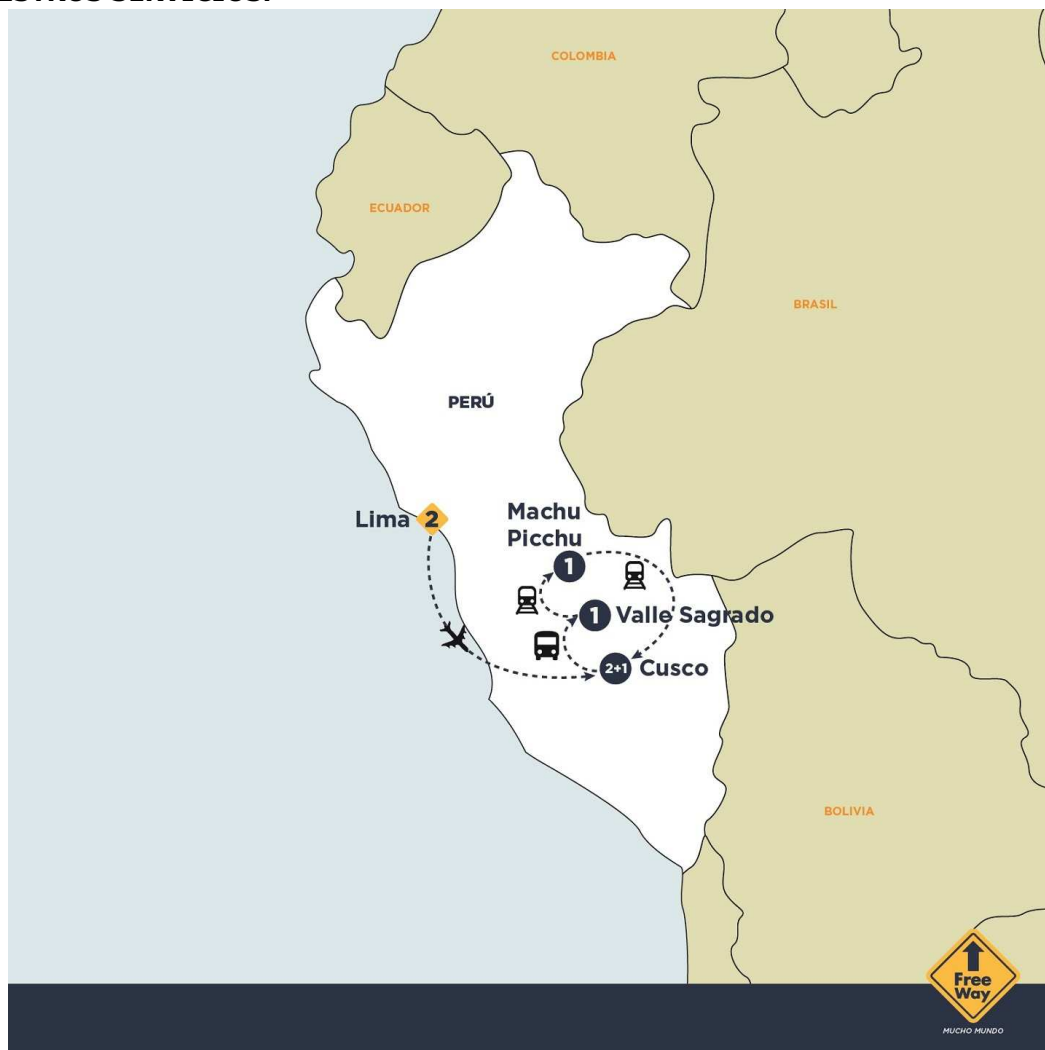 COLOMBIA
ECUADOR
BRASIL
PERÚ
Lima 2
Machu
Picchu
1
1 Valle Sagrado
2+1 Cusco
BOLIVIA
Free
Way
MUCHO MUNDO